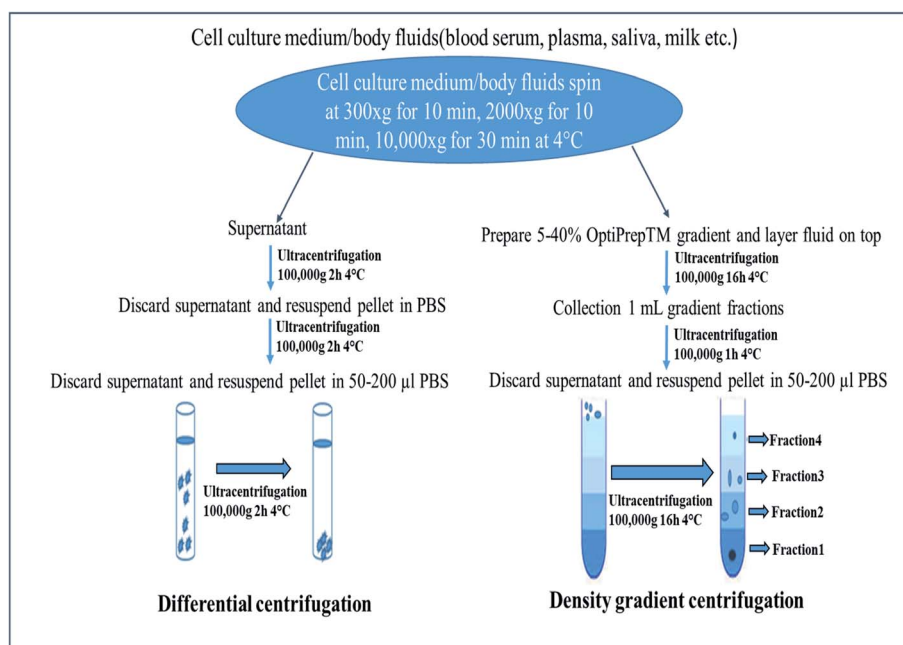 Cell culture medium/body fluids(blood serum, plasma, saliva, milk etc.)
Cell culture medium/body fluids spin
at 300xg for 10 min, 2000xg for 10
min, 10,000xg for 30 min at 4°C
Supernatant
Ultracentrifugation
100,000g 2h 4°C
Discard supernatant and resuspend pellet in PBS
Ultracentrifugation
100,000g 2h 4°C
Discard supernatant and resuspend pellet in 50-200 µl PBS
Ultracentrifugation
100,000g 2h 4°C
Differential centrifugation
Prepare 5-40% OptiPrepTM gradient and layer fluid on top
Ultracentrifugation
100,000g 16h 4°C
Collection 1 mL gradient fractions
Ultracentrifugation
100,000g 1h 4°C
Discard supernatant and resuspend pellet in 50-200 µl PBS
Ultracentrifugation
100,000g 16h 4°C
Fraction4
Fraction3
Fraction2
Fraction1
Density gradient centrifugation